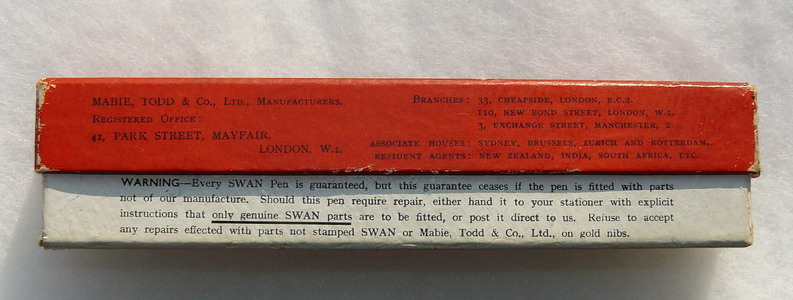 MABIE, TODD & Co., LTD., MANUFACTURERS.
REGISTERED OFFICE:
41, PARK STREET, MAYFAIR,
LONDON, W.1.
BRANCHES: 33, CHEAPSIDE, LONDON, E.C.2.
110, NEW BOND STREET, LONDON, W.1.
3, EXCHANGE STREET, MANCHESTER, 2.
ASSOCIATE HOUSES: SYDNEY, BRUSSELS, ZURICH AND ROTTERDAM.
RESIDENT AGENTS: NEW ZEALAND, INDIA, SOUTH AFRICA, ETC.
WARNING—Every SWAN Pen is guaranteed, but this guarantee ceases if the pen is fitted with parts
not of our manufacture. Should this pen require repair, either hand it to your stationer with explicit
instructions that only genuine SWAN parts are to be fitted, or post it direct to us. Refuse to accept
any repairs effected with parts not stamped SWAN or Mabie, Todd & Co., Ltd., on gold nibs.